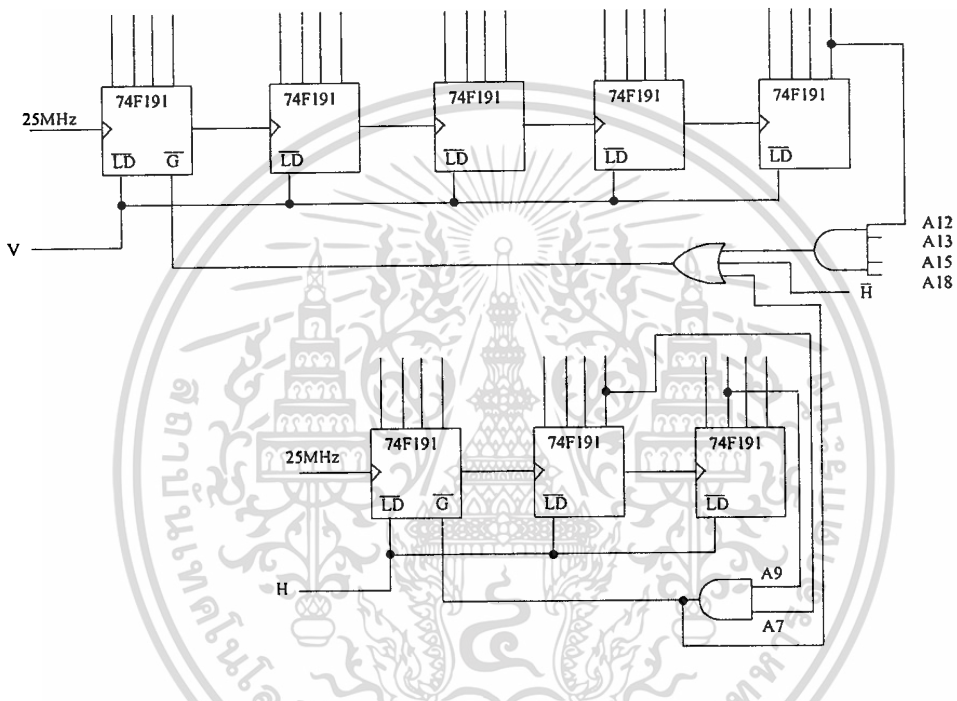 74F191 74F191 74F191 74F191 74F191
25MHz
LD G LD LD LD LD
V
A12
A13
A15
A18
H
74F191 74F191 74F191
25MHz
LD G LD LD
H
A9
A7